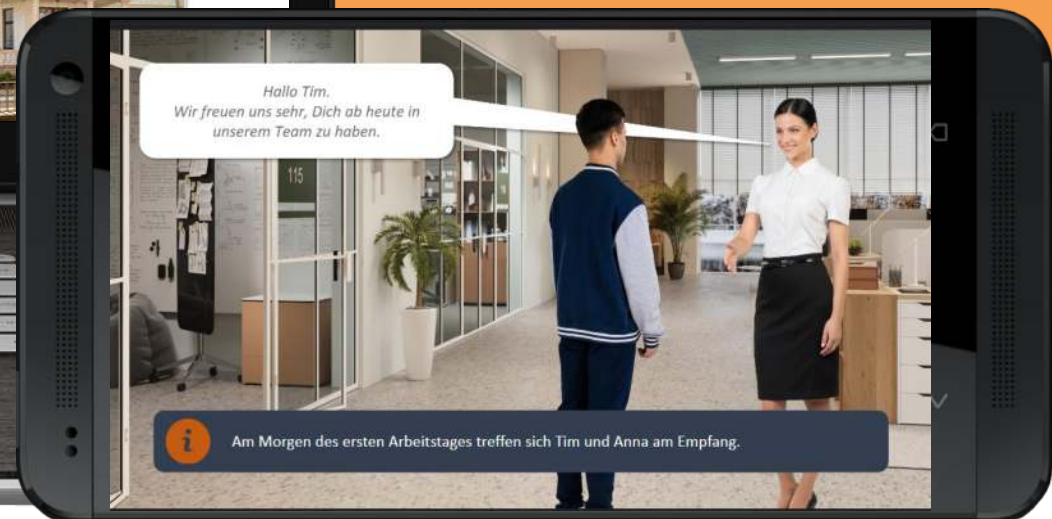 Hallo Tim.
Wir freuen uns sehr, Dich ab heute in
unserem Team zu haben.
115
i
Am Morgen des ersten Arbeitstages treffen sich Tim und Anna am Empfang.